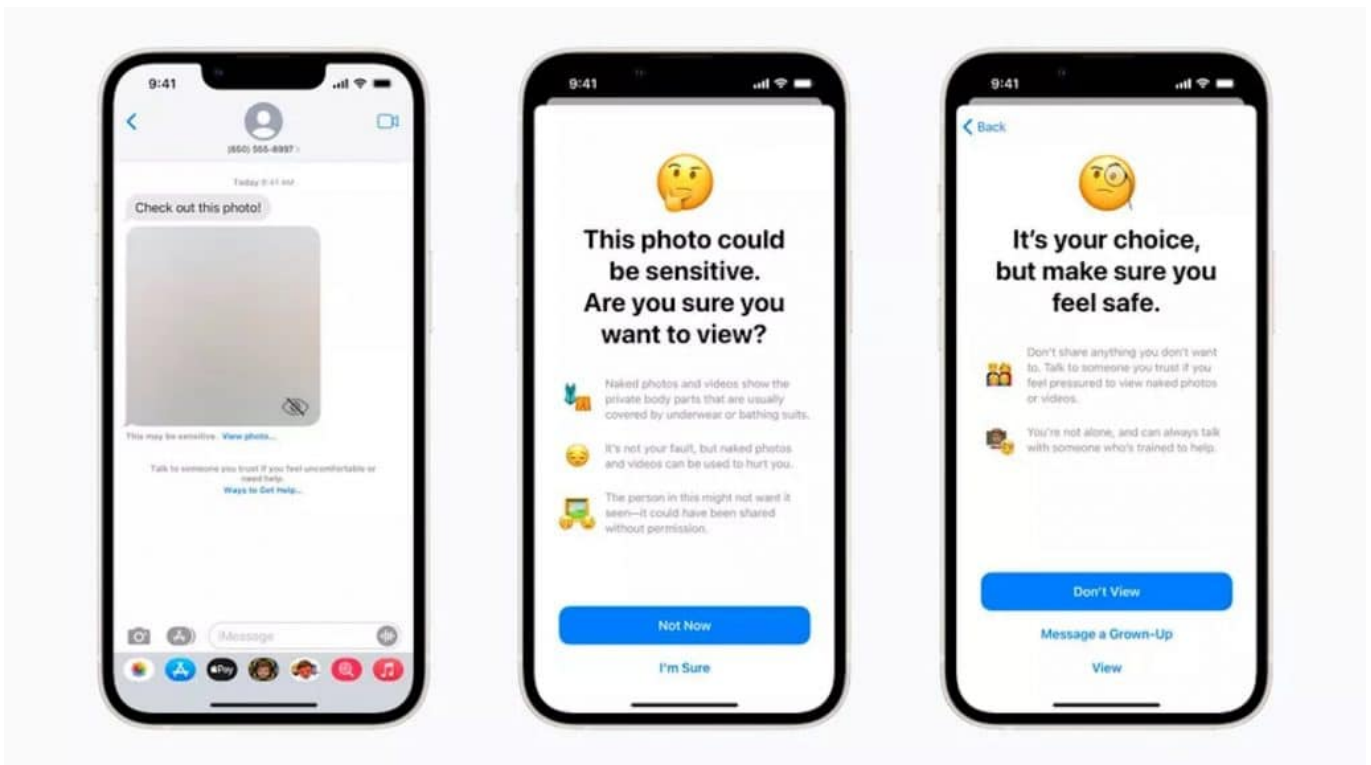 9:41
(650) 555-8997 >
Today 9:41 AM
Check out this photo!
This may be sensitive. View photo...
Talk to someone you trust if you feel uncomfortable or
need help.
Ways to Get Help...
iMessage
Pay
9:41
This photo could
be sensitive.
Are you sure you
want to view?
Naked photos and videos show the
private body parts that are usually
covered by underwear or bathing suits.
It's not your fault, but naked photos
and videos can be used to hurt you.
The person in this might not want it
seen—it could have been shared
without permission.
Not Now
I'm Sure
9:41
Back
It's your choice,
but make sure you
feel safe.
Don't share anything you don't want
to. Talk to someone you trust if you
feel pressured to view naked photos
or videos.
You're not alone, and can always talk
with someone who's trained to help.
Don't View
Message a Grown-Up
View